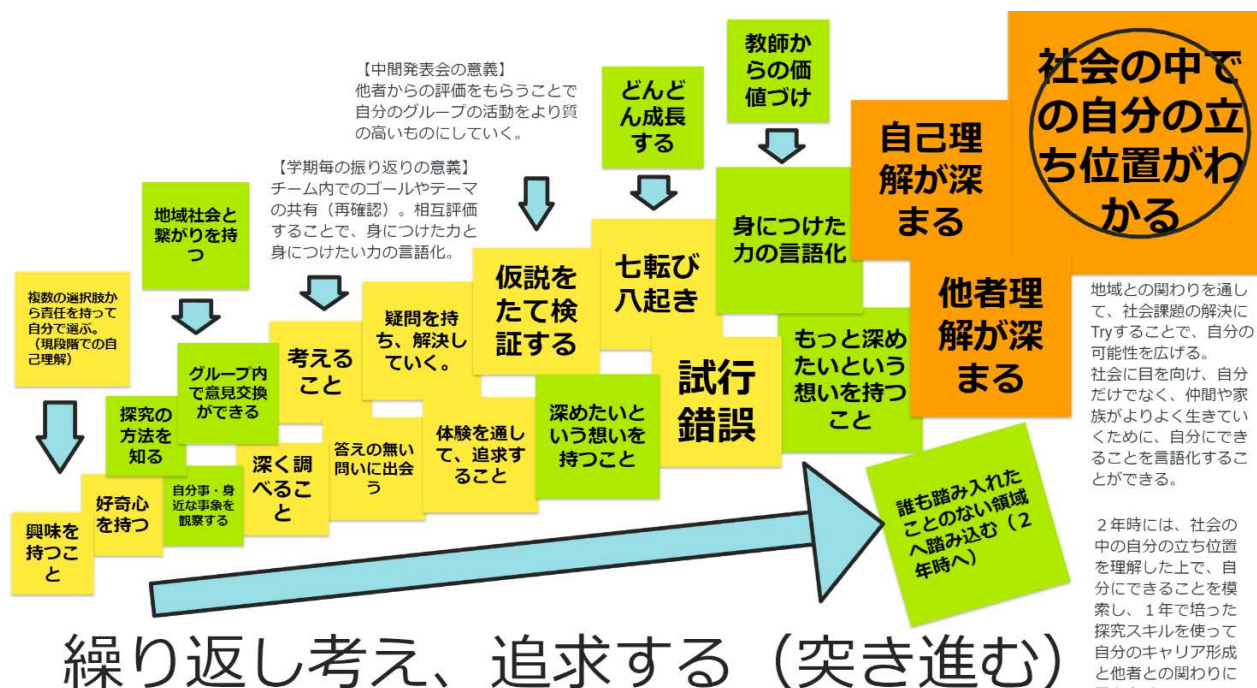 教師か
らの価
値づけ
社会の中で
の自分の立
ち位置がわ
かる
【中間発表会の意義】
他者からの評価をもらうことで
自分のグループの活動をより質
の高いものにしていく。
どんど
ん成長
する
自己理
解が深
まる
【学期毎の振り返りの意義】
チーム内でのゴールやテーマ
の共有（再確認）。相互評価
することで、身につけた力と
身につけたい力の言語化。
地域社会と
繋がりを持
つ
身につけた
力の言語化
七転び
八起き
仮説を
たて検
証する
他者理
解が深
まる
複数の選択肢か
ら責任を持って
自分で選ぶ。
（現段階での自
己理解）
疑問を持
ち、解決し
ていく。
考える
こと
もっと深め
たいという
想いを持つ
こと
試行
錯誤
グループ内
で意見交換
ができる
探究の
方法を
知る
深めたいと
いう想いを
持つこと
体験を通し
て、追求す
ること
答えの無い
問いに出会
う
深く調
べるこ
と
自分事・身
近な事象を
観察する
好奇心
を持つ
興味を
持つこ
と
誰も踏み入れた
ことのない領域
へ踏み込む（２
年時へ）
地域との関わりを通し
て、社会課題の解決に
Tryすることで、自分の
可能性を広げる。
社会に目を向け、自分
だけでなく、仲間や家
族がよりよく生きてい
くために、自分にでき
ることを言語化するこ
とができる。
２年時には、社会の
中の自分の立ち位置
を理解した上で、自
分にできることを模
索し、１年で培った
探究スキルを使って
自分のキャリア形成
と他者との関わりに
繰り返し考え、追求する（突き進む）